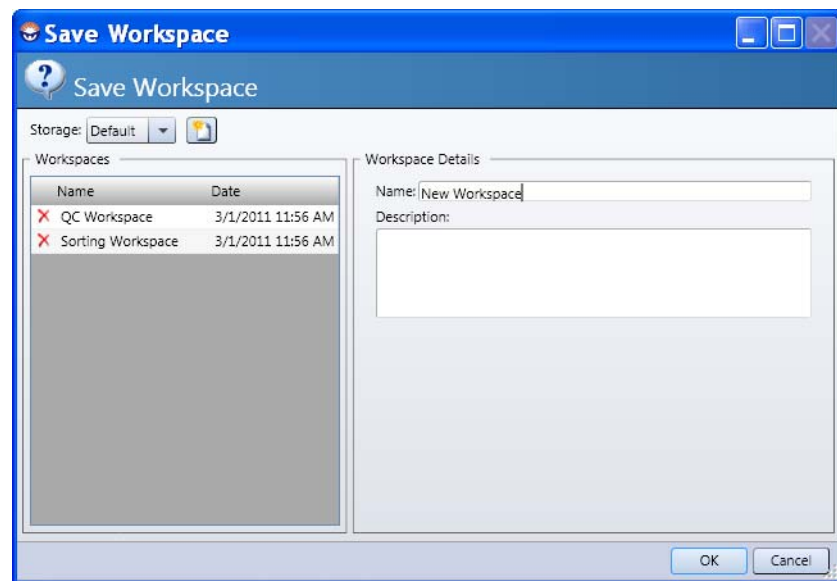 Save Workspace
? Save Workspace
Storage: Default
Workspaces
Name Date
QC Workspace 3/1/2011 11:56 AM
Sorting Workspace 3/1/2011 11:56 AM
Workspace Details
Name: New Workspace
Description:
OK Cancel